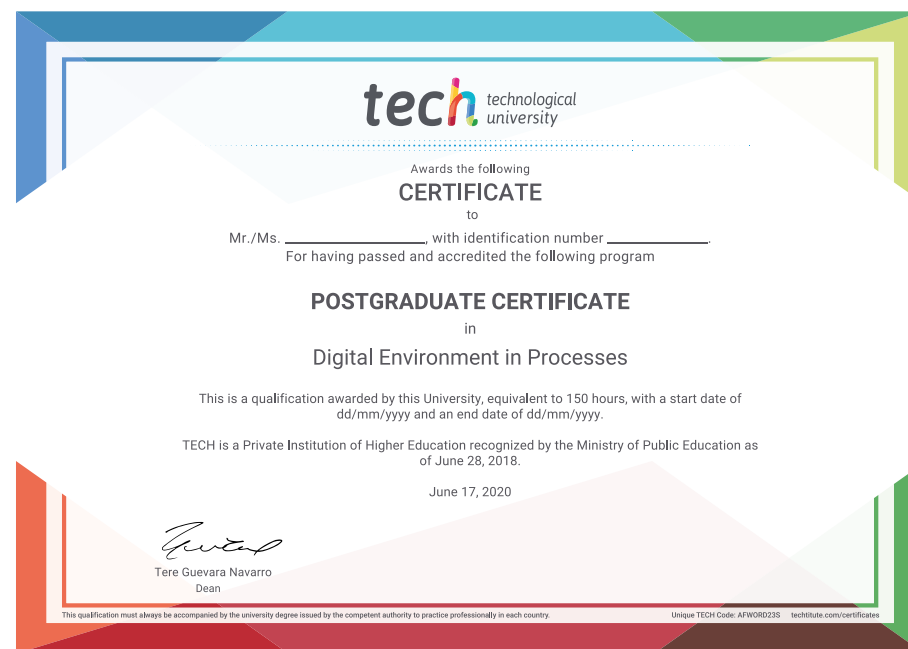 tech technological
university
Awards the following
CERTIFICATE
to
Mr./Ms. ____________________, with identification number ______________.
For having passed and accredited the following program
POSTGRADUATE CERTIFICATE
in
Digital Environment in Processes
This is a qualification awarded by this University, equivalent to 150 hours, with a start date of
dd/mm/yyyy and an end date of dd/mm/yyyy.
TECH is a Private Institution of Higher Education recognized by the Ministry of Public Education as
of June 28, 2018.
June 17, 2020
Tere Guevara Navarro
Dean
This qualification must always be accompanied by the university degree issued by the competent authority to practice professionally in each country. Unique TECH Code: AFWORD23S techtitute.com/certificates